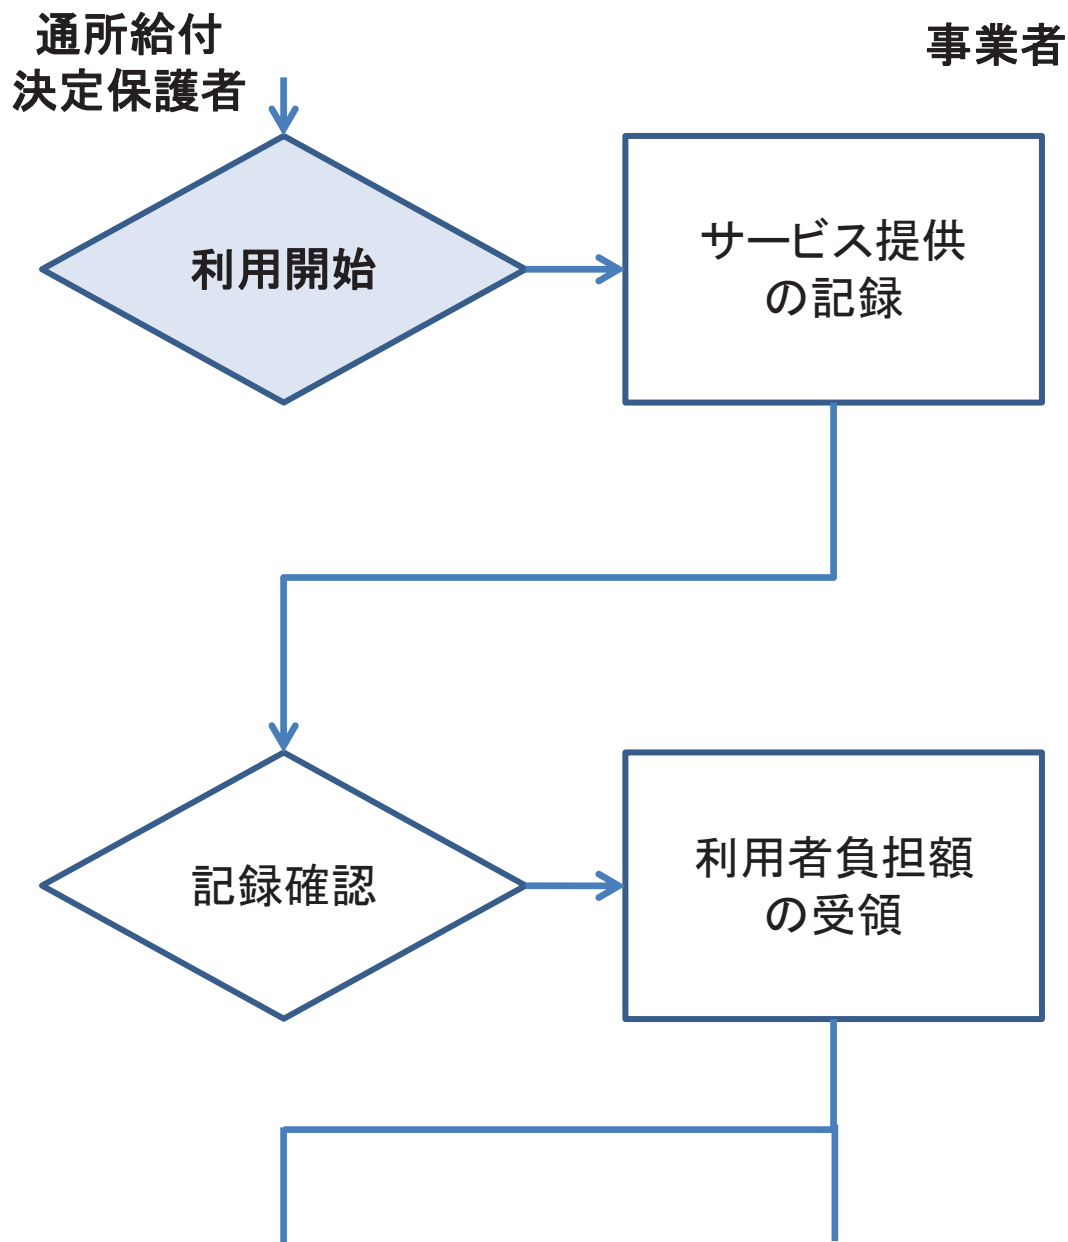 通所給付
決定保護者
事業者
利用開始
サービス提供
の記録
記録確認
利用者負担額
の受領